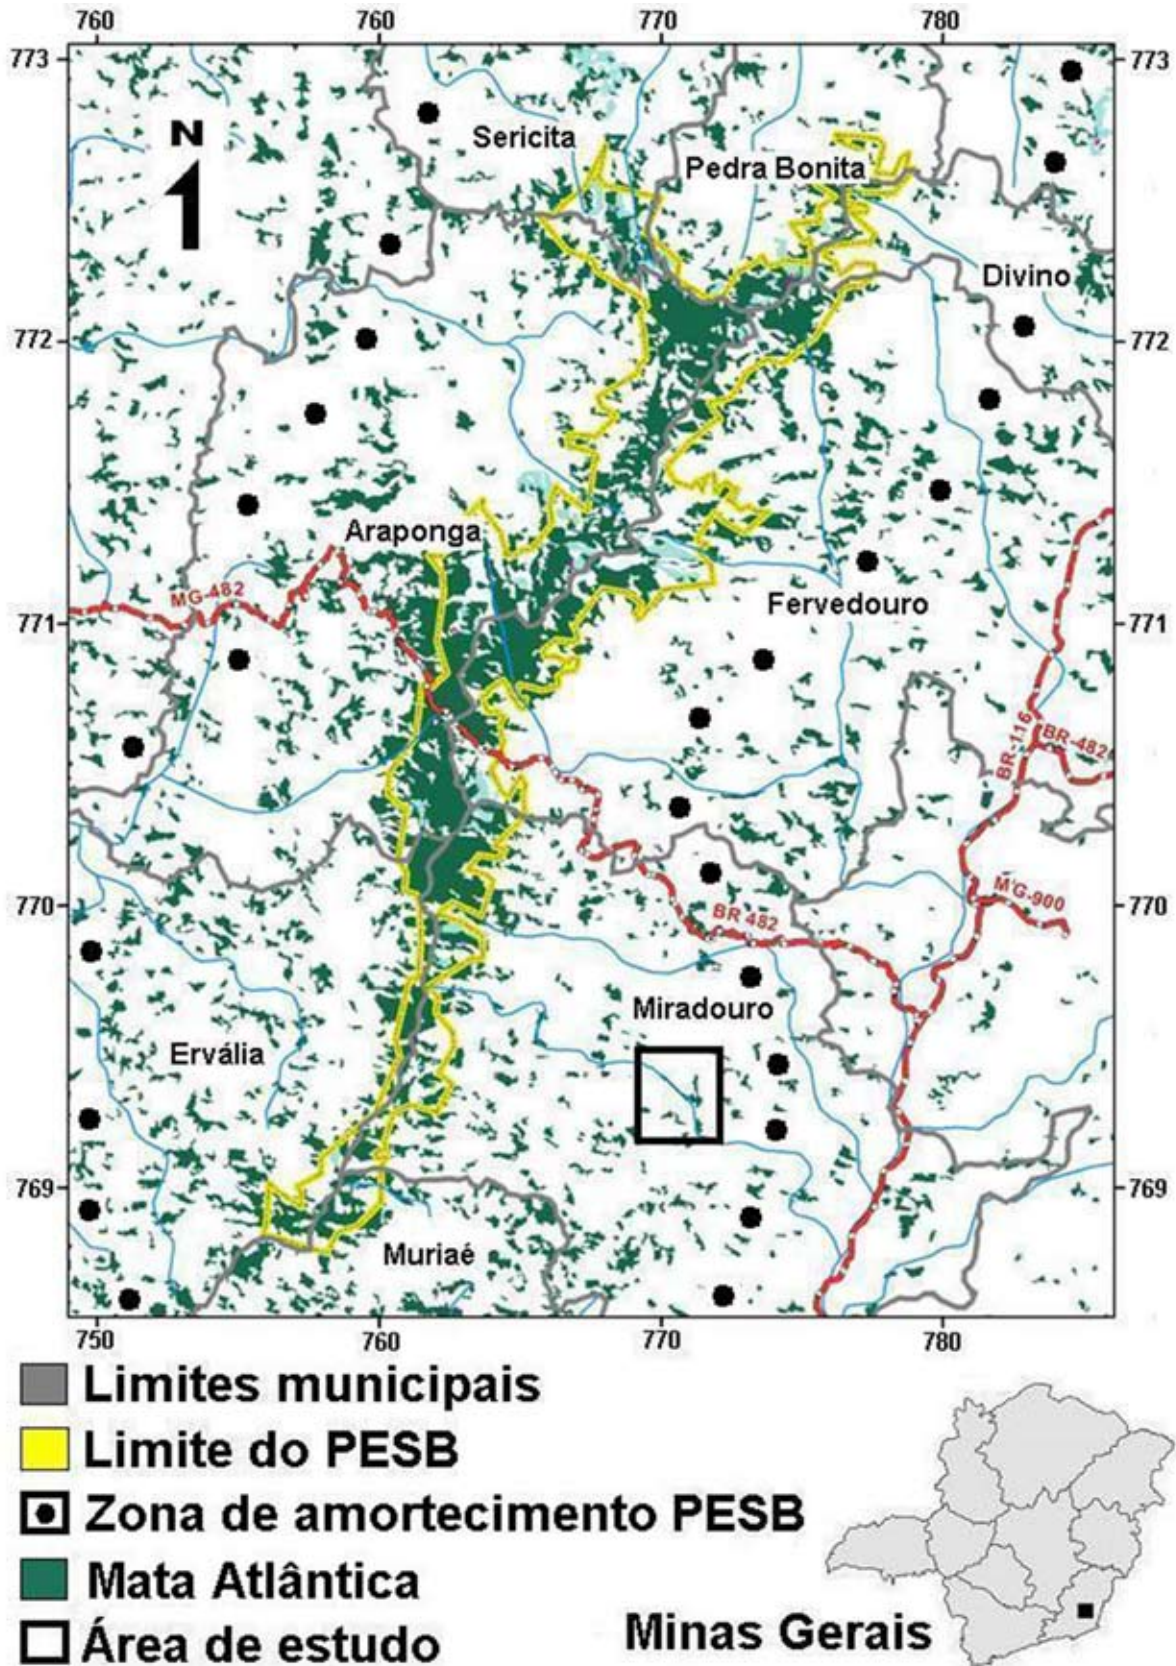 760 760 770 780
773 773
N
Sericita
Pedra Bonita
Divino
772 772
Araponga
MG-482
Fervedouro
771 771
BR-116
BR-482
MG-900
770 770
BR 482
Miradouro
Ervália
769 769
Muriaé
750 760 770 780
Limites municipais
Limite do PESB
Zona de amortecimento PESB
Mata Atlântica
Área de estudo
Minas Gerais